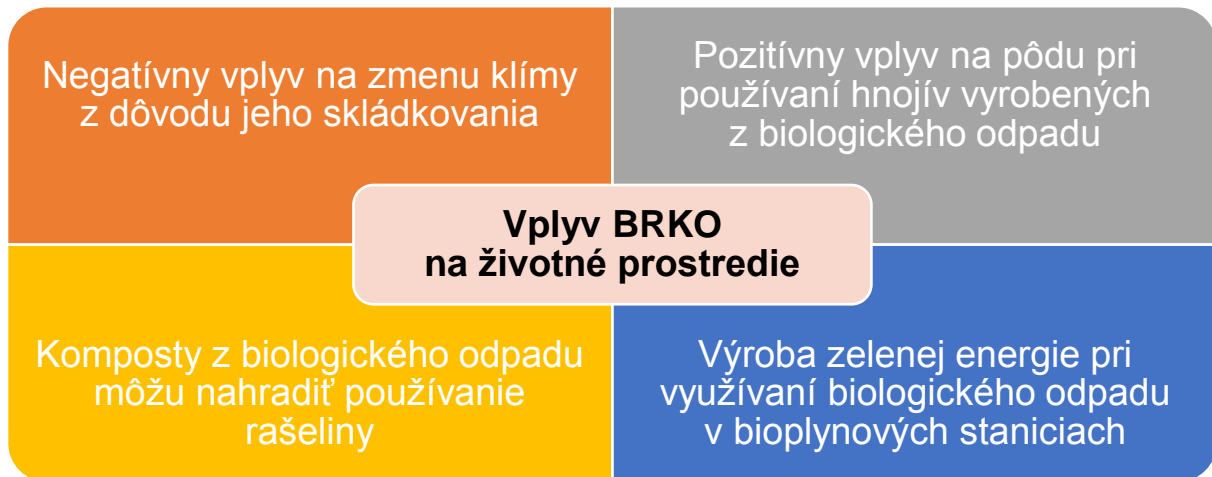 Negatívny vplyv na zmenu klímy
z dôvodu jeho skládkovania
Pozitívny vplyv na pôdu pri
používaní hnojív vyrobených
z biologického odpadu
Vplyv BRKO
na životné prostredie
Komposty z biologického odpadu
môžu nahradiť používanie
rašeliny
Výroba zelenej energie pri
využívaní biologického odpadu
v bioplynových staniciach